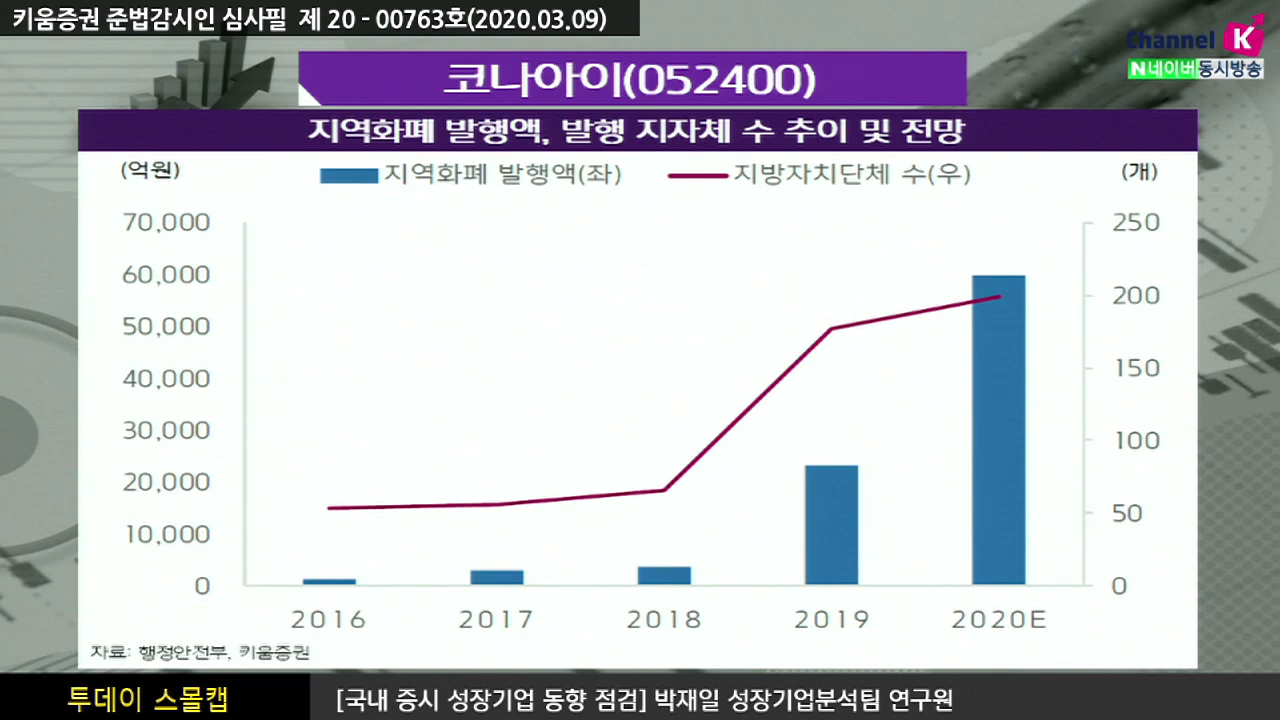 키움증권 준법감시인 심사필 제 20 - 00763호(2020.03.09)
Channel K
N 네이버 동시방송
코나아이(052400)
지역화폐 발행액, 발행 지자체 수 추이 및 전망
(억원)
지역화폐 발행액(좌)
지방자치단체 수(우)
(개)
70,000
60,000
50,000
40,000
30,000
20,000
10,000
0
250
200
150
100
50
0
2016 2017 2018 2019 2020E
자료: 행정안전부, 키움증권
투데이 스몰캡
[국내 증시 성장기업 동향 점검] 박재일 성장기업분석팀 연구원